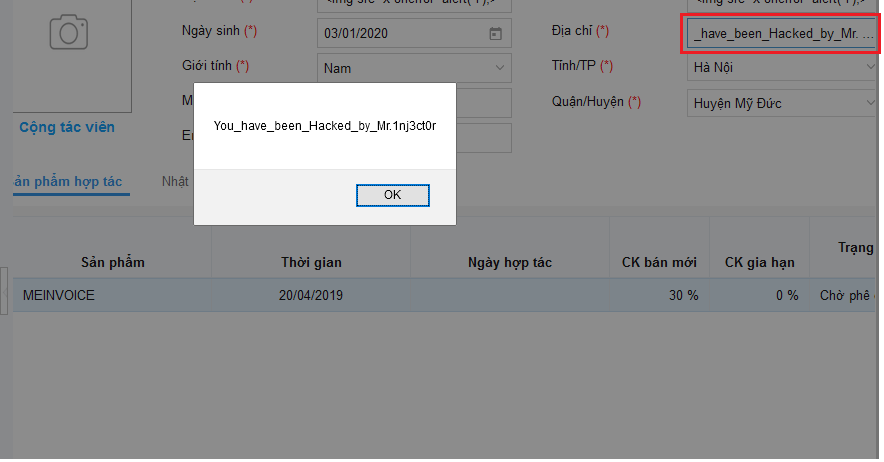 Ngày sinh (*)
03/01/2020
Địa chỉ (*)
_have_been_Hacked_by_Mr. ...
Giới tính (*)
Nam
Tỉnh/TP (*)
Hà Nội
Quận/Huyện (*)
Huyện Mỹ Đức
You_have_been_Hacked_by_Mr.1nj3ct0r
OK
Cộng tác viên
ản phẩm hợp tác
Nhật
Sản phẩm
Thời gian
Ngày hợp tác
CK bán mới
CK gia hạn
Trạng
MEINVOICE
20/04/2019
30 %
0 %
Chờ phê